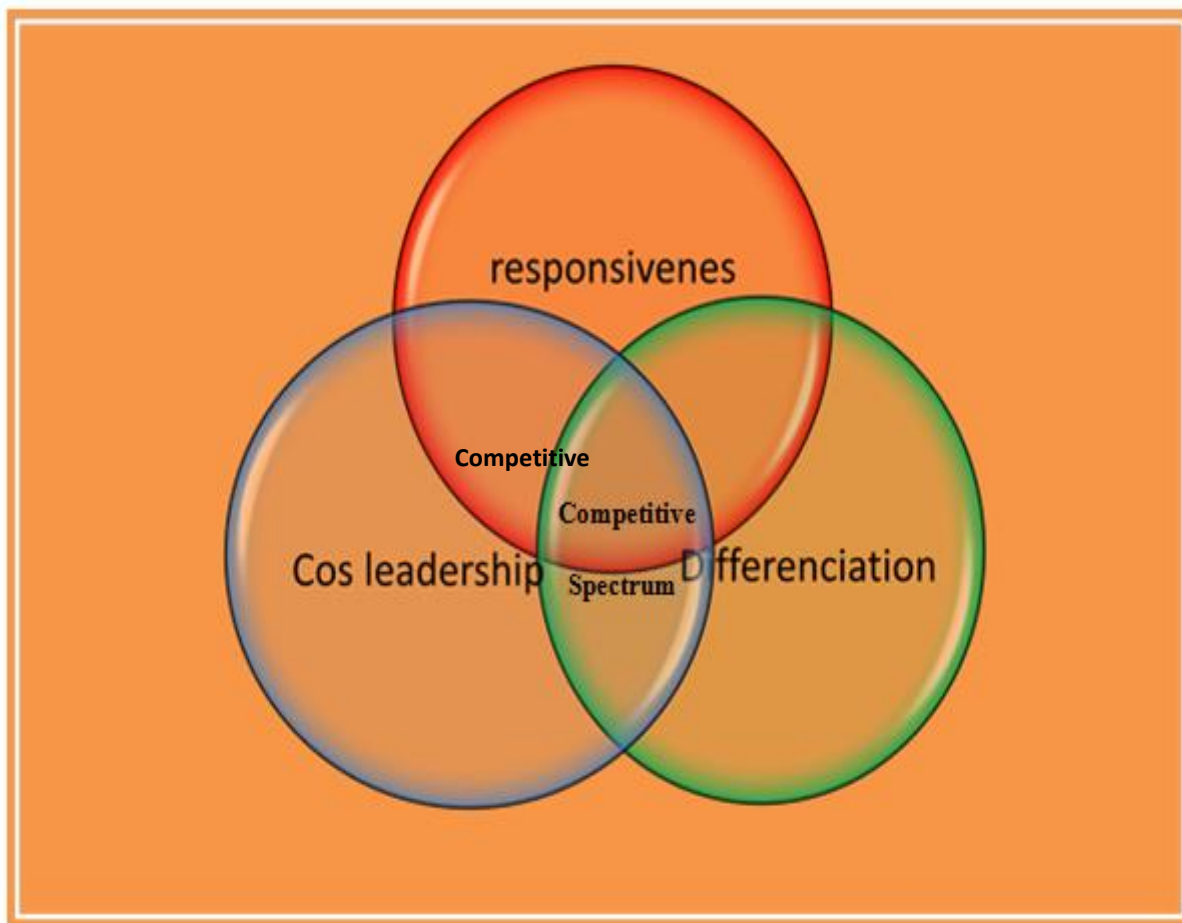 responsivenes
Competitive
Competitive
Cos leadership
Differenciation
Spectrum